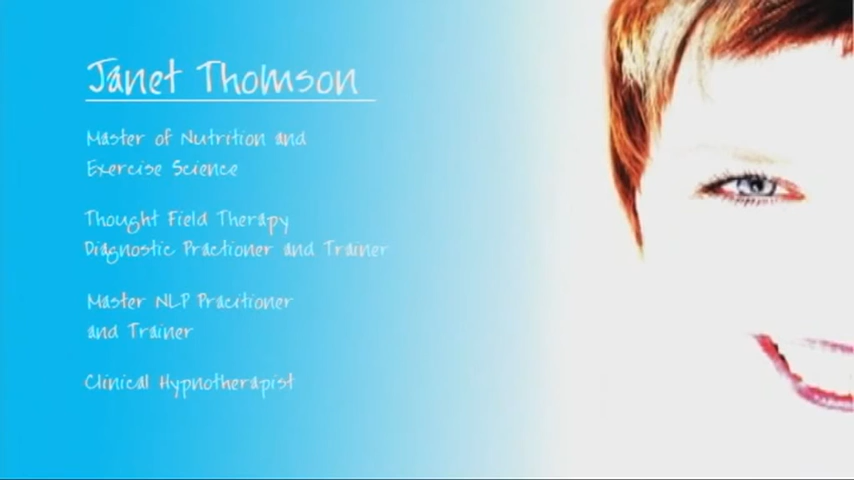 Janet Thomson
Master of Nutrition and
Exercise Science
Thought Field Therapy
Diagnostic Practioner and Trainer
Master NLP Pracitioner
and Trainer
Clinical Hypnotherapist